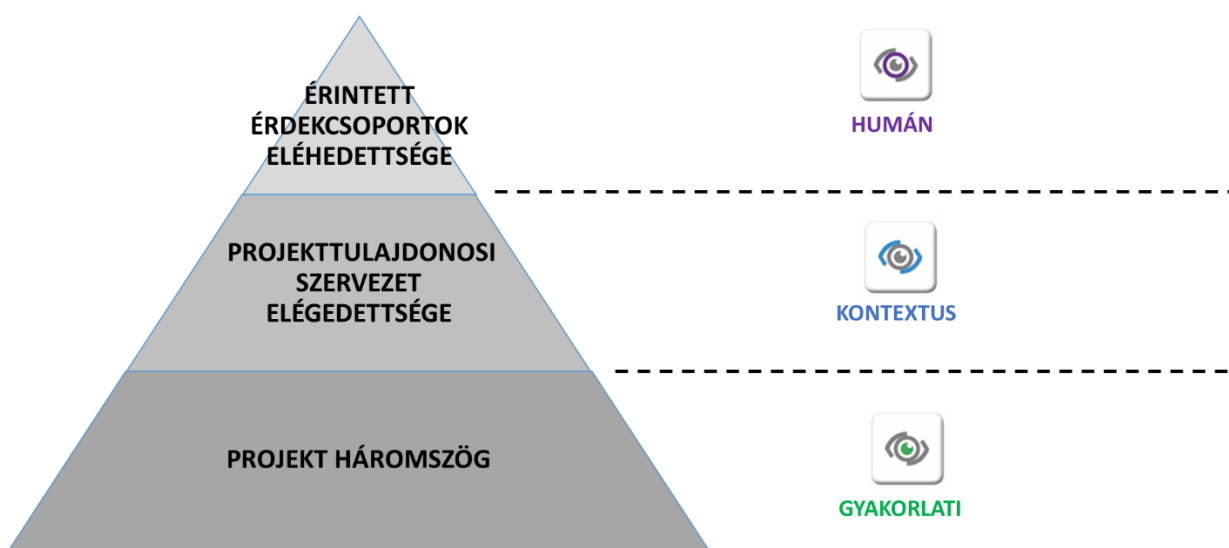 ÉRINTETT
ÉRDEKCSOPORTOK
ELÉHEDETTSÉGE
HUMÁN
PROJEKTTULAJDONOSI
SZERVEZET
ELÉGEDETTSÉGE
KONTEXTUS
PROJEKT HÁROMSZÖG
GYAKORLATI